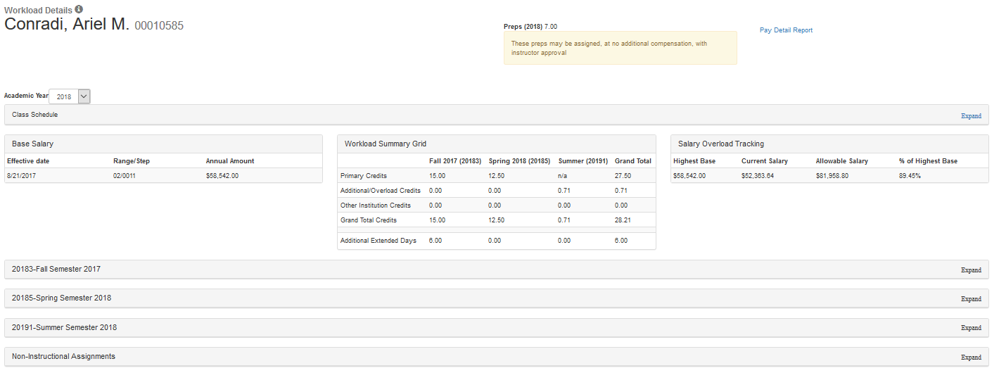 Workload Details
Conradi, Ariel M. 00010585
Preps (2018) 7.00
Pay Detail Report
These preps may be assigned, at no additional compensation, with
instructor approval
Academic Year 2018
Class Schedule Expand
Base Salary
Effective date Range/Step Annual Amount
8/21/2017 02/0011 $58,542.00
Workload Summary Grid
Fall 2017 (20183) Spring 2018 (20185) Summer (20191) Grand Total
Primary Credits 15.00 12.50 n/a 27.50
Additional/Overload Credits 0.00 0.00 0.71 0.71
Other Institution Credits 0.00 0.00 0.00 0.00
Grand Total Credits 15.00 12.50 0.71 28.21
Additional Extended Days 6.00 0.00 0.00 6.00
Salary Overload Tracking
Highest Base Current Salary Allowable Salary % of Highest Base
$58,542.00 $52,363.64 $81,958.80 89.45%
20183-Fall Semester 2017 Expand
20185-Spring Semester 2018 Expand
20191-Summer Semester 2018 Expand
Non-Instructional Assignments Expand